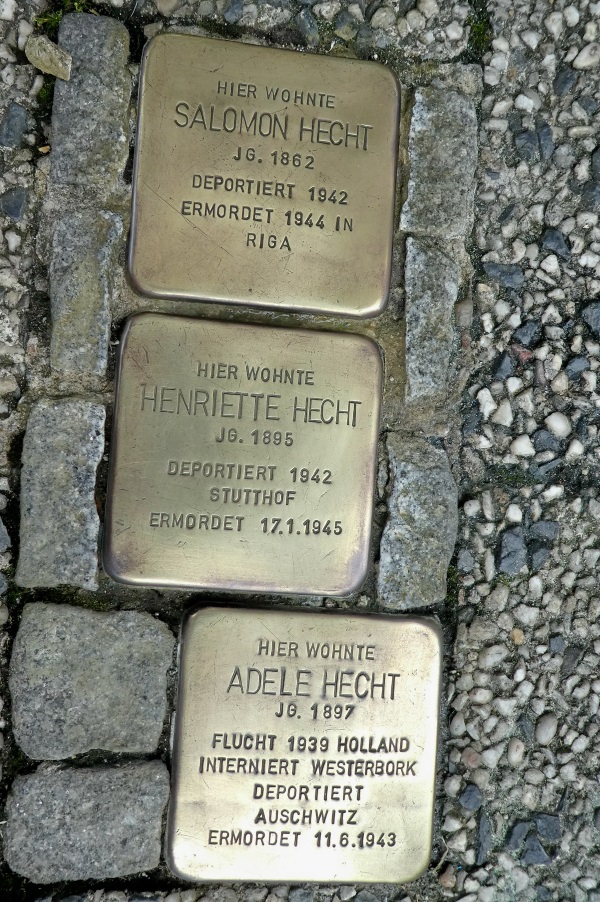 HIER WOHNTE
SALOMON HECHT
JG. 1862
DEPORTIERT 1942
ERMORDET 1944 IN
RIGA
HIER WOHNTE
HENRIETTE HECHT
JG. 1895
DEPORTIERT 1942
STUTTHOF
ERMORDET 17.1.1945
HIER WOHNTE
ADELE HECHT
JG. 1897
FLUCHT 1939 HOLLAND
INTERNIERT WESTERBORK
DEPORTIERT
AUSCHWITZ
ERMORDET 11.6.1943